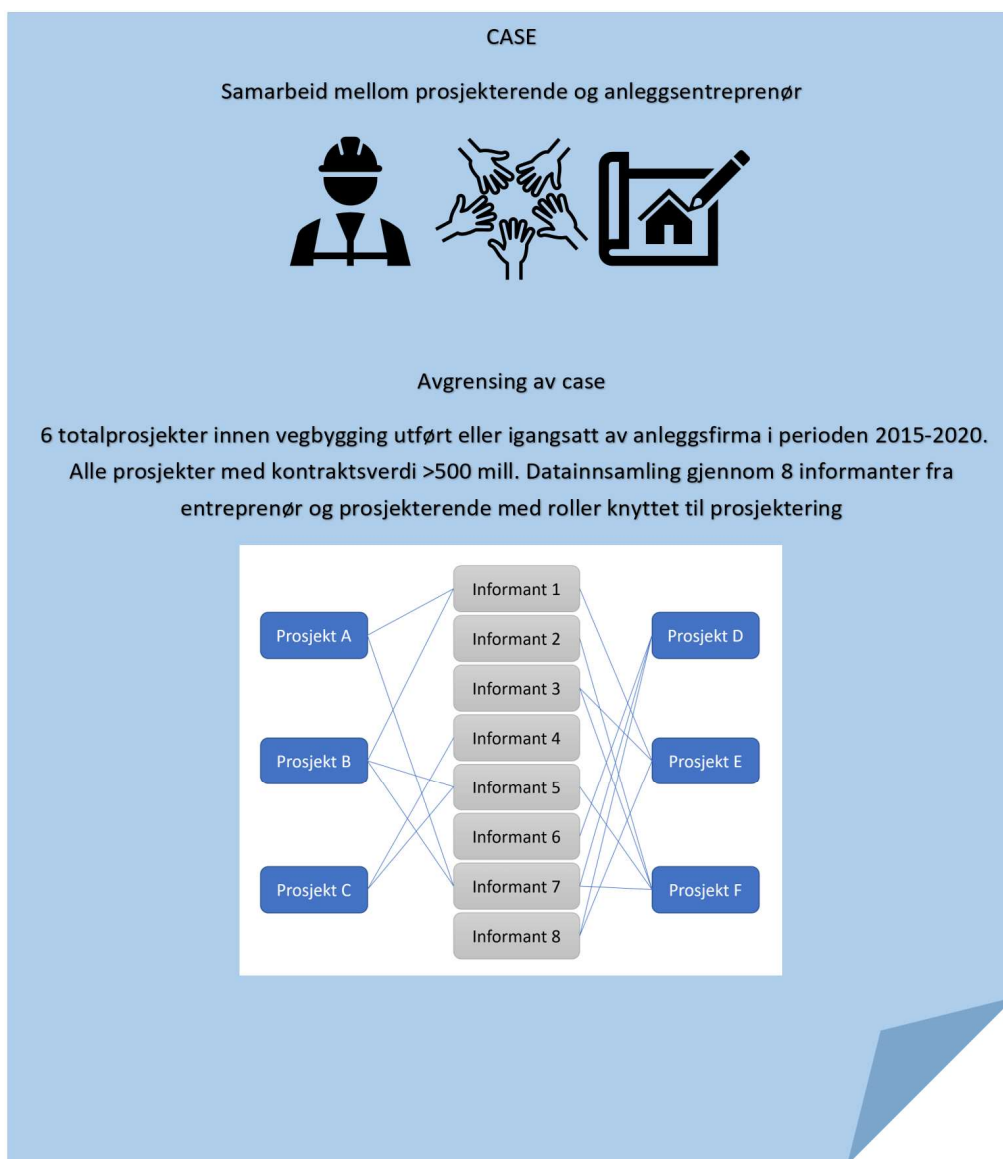 CASE
Samarbeid mellom prosjekterende og anleggsentreprenør
Avgrensing av case
6 totalprosjekter innen vegbygging utført eller igangsatt av anleggsfirma i perioden 2015-2020.
Alle prosjekter med kontraktsverdi >500 mill. Datainnsamling gjennom 8 informanter fra
entreprenør og prosjekterende med roller knyttet til prosjektering
Informant 1
Prosjekt A
Informant 2
Prosjekt D
Informant 3
Informant 4
Prosjekt B
Prosjekt E
Informant 5
Informant 6
Prosjekt C
Informant 7
Prosjekt F
Informant 8